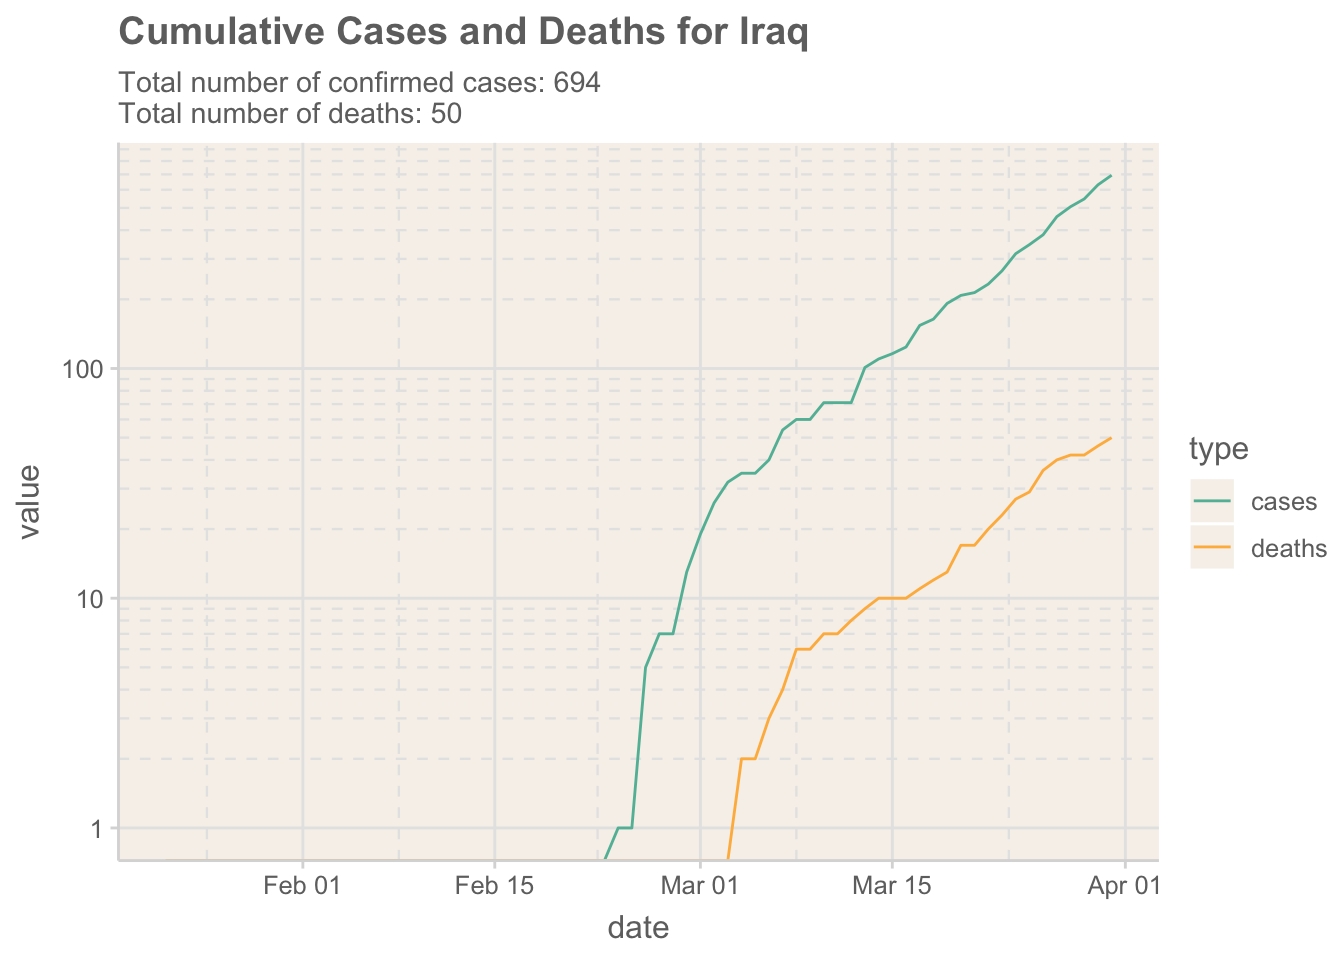 Cumulative Cases and Deaths for Iraq
Total number of confirmed cases: 694
Total number of deaths: 50
value
100
10
1
Feb 01
Feb 15
Mar 01
Mar 15
Apr 01
date
type
cases
deaths